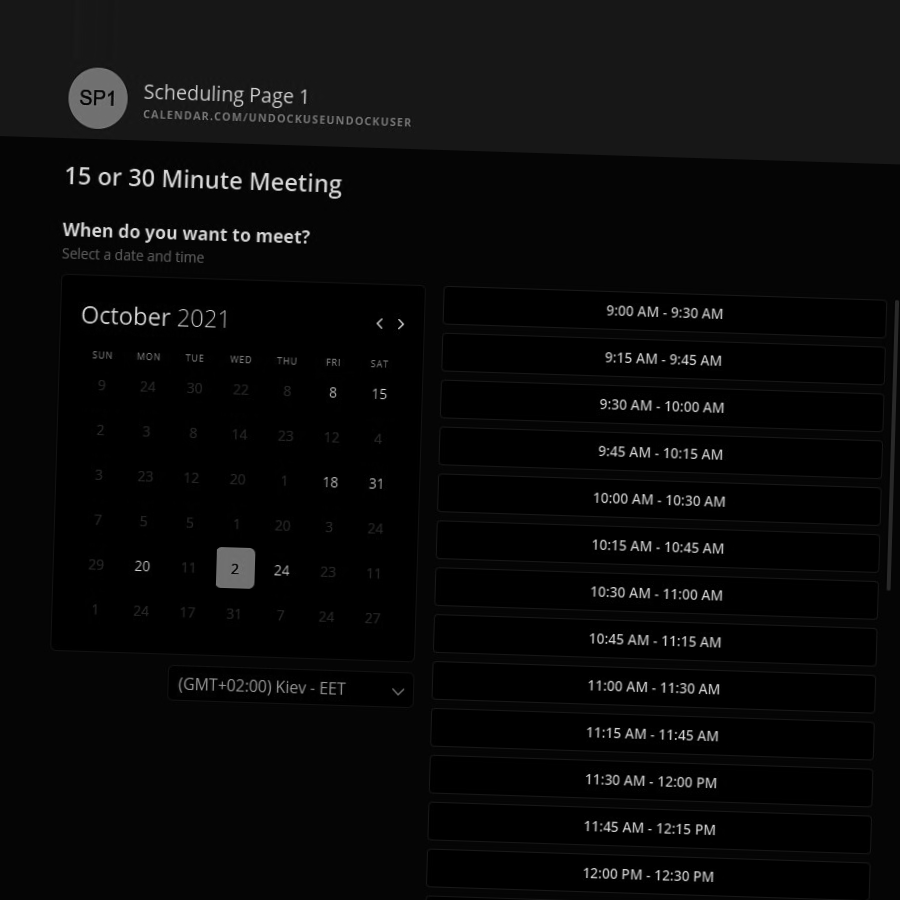 SP1
Scheduling Page 1
CALENDAR.COM/UNDOCKUSEUNDOCKUSER
15 or 30 Minute Meeting
When do you want to meet?
Select a date and time
October 2021
SUN MON TUE WED THU FRI SAT
9 24 30 22 8 8 15
2 3 8 14 23 12 4
3 23 12 20 1 18 31
7 5 5 1 20 3 24
29 20 11 2 24 23 11
1 24 17 31 7 24 27
(GMT+02:00) Kiev - EET
9:00 AM - 9:30 AM
9:15 AM - 9:45 AM
9:30 AM - 10:00 AM
9:45 AM - 10:15 AM
10:00 AM - 10:30 AM
10:15 AM - 10:45 AM
10:30 AM - 11:00 AM
10:45 AM - 11:15 AM
11:00 AM - 11:30 AM
11:15 AM - 11:45 AM
11:30 AM - 12:00 PM
11:45 AM - 12:15 PM
12:00 PM - 12:30 PM